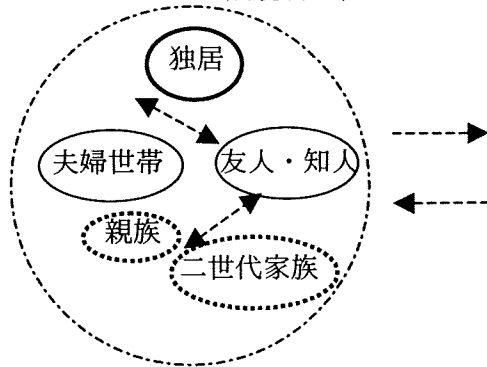 独居
夫婦世帯
友人・知人
親族
二世代家族